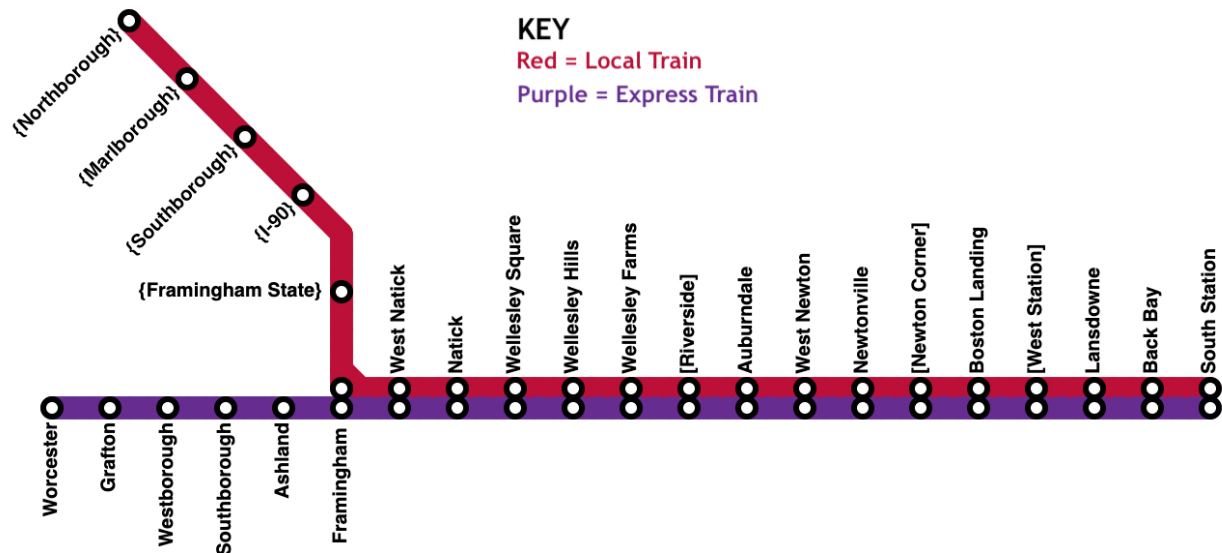 KEY
Red = Local Train
Purple = Express Train
{Northborough}
{Marlborough}
{Southborough}
{I-90}
{Framingham State}
West Natick
Natick
Wellesley Square
Wellesley Hills
Wellesley Farms
[Riverside]
Auburndale
West Newton
Newtonville
[Newton Corner]
Boston Landing
[West Station]
Lansdowne
Back Bay
South Station
Worcester
Grafton
Westborough
Southborough
Ashland
Framingham